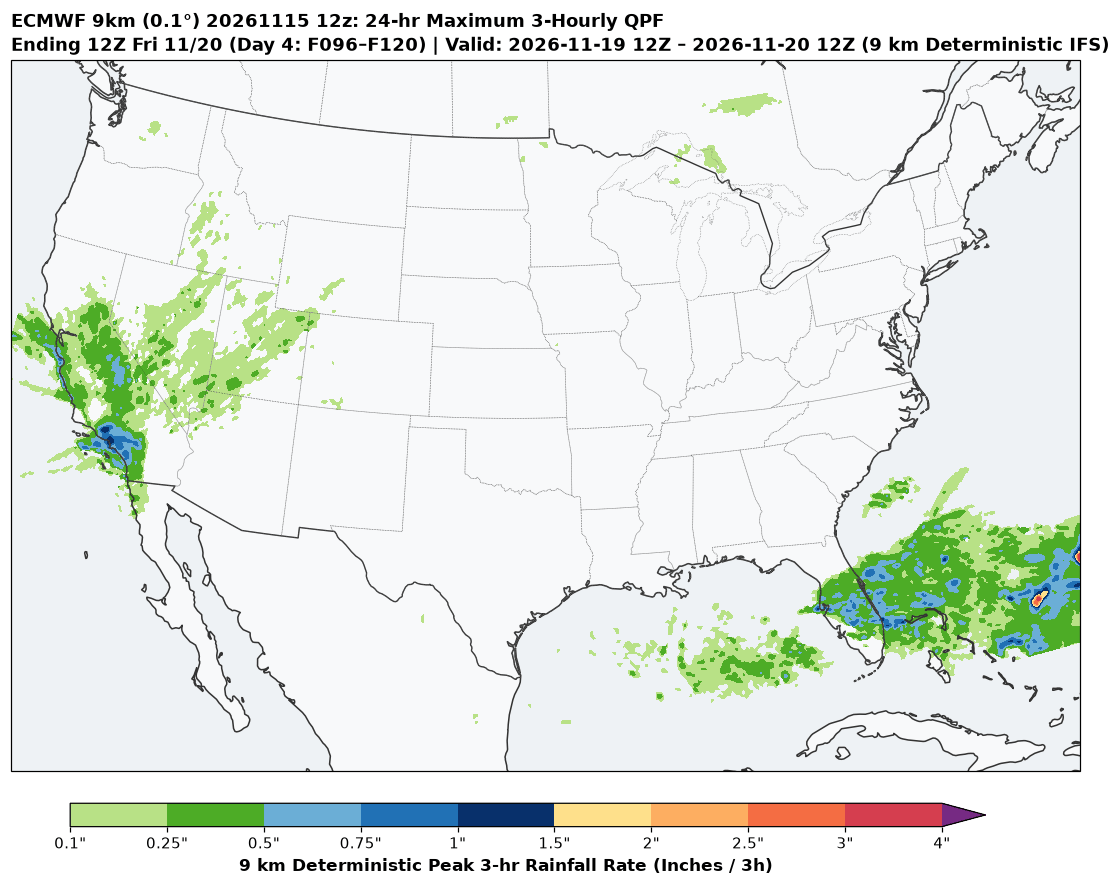 ECMWF 9km (0.1°) 20261115 12z: 24-hr Maximum 3-Hourly QPF
Ending 12Z Fri 11/20 (Day 4: F096–F120) | Valid: 2026-11-19 12Z – 2026-11-20 12Z (9 km Deterministic IFS)
0.1" 0.25" 0.5" 0.75" 1" 1.5" 2" 2.5" 3" 4"
9 km Deterministic Peak 3-hr Rainfall Rate (Inches / 3h)